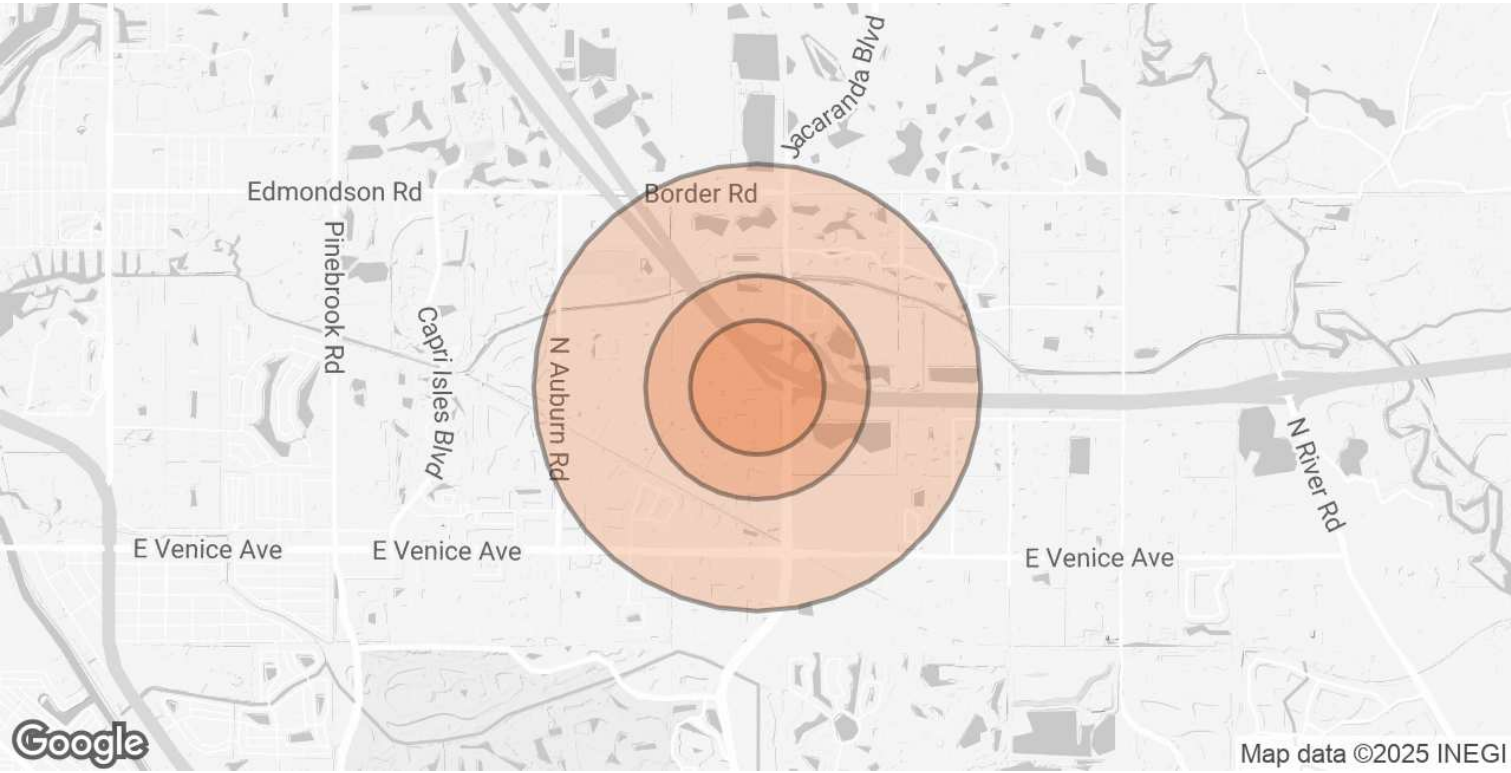 Jacaranda Blvd
Edmondson Rd
Border Rd
Pinebrook Rd
Capri Isles Blvd
N Auburn Rd
N River Rd
E Venice Ave
E Venice Ave
E Venice Ave
Google
Map data ©2025 INEGI